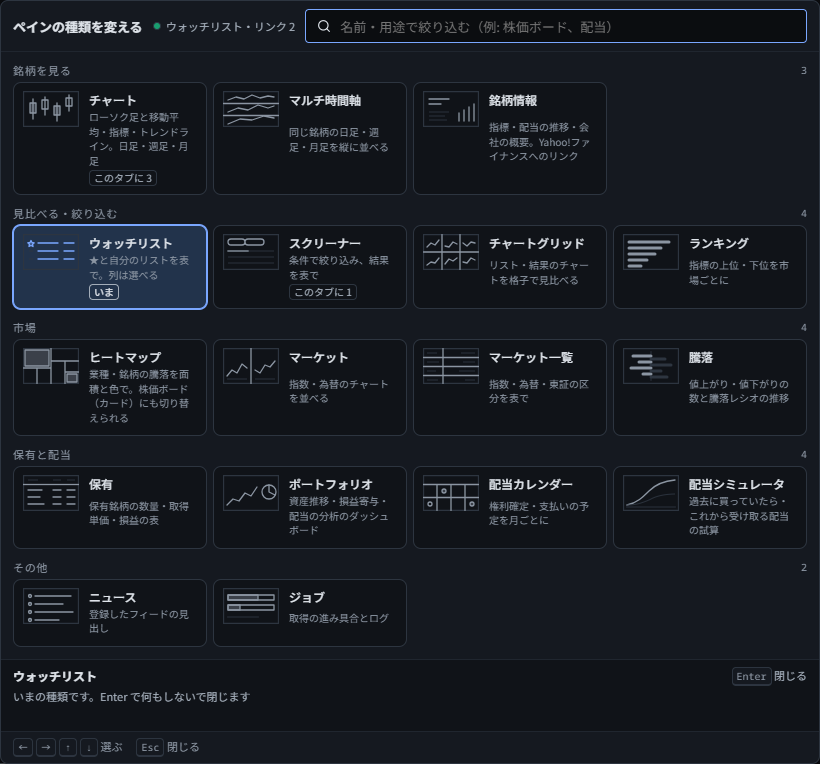 ペインの種類を変える
ウォッチリスト・リンク 2
名前・用途で絞り込む（例: 株価ボード、配当）
銘柄を見る
3
チャート
ローソク足と移動平
均・指標・トレンドラ
イン。日足・週足・月
足
このタブに 3
マルチ時間軸
同じ銘柄の日足・週
足・月足を縦に並べる
銘柄情報
指標・配当の推移・会
社の概要。Yahoo!ファ
イナンスへのリンク
見比べる・絞り込む
4
ウォッチリスト
★と自分のリストを表
で。列は選べる
いま
スクリーナー
条件で絞り込み、結果
を表で
このタブに 1
チャートグリッド
リスト・結果のチャー
トを格子で見比べる
ランキング
指標の上位・下位を市
場ごとに
市場
4
ヒートマップ
業種・銘柄の騰落を面
積と色で。株価ボード
（カード）にも切り替
えられる
マーケット
指数・為替のチャート
を並べる
マーケット一覧
指数・為替・東証の区
分を表で
騰落
値上がり・値下がりの
数と騰落レシオの推移
保有と配当
4
保有
保有銘柄の数量・取得
単価・損益の表
ポートフォリオ
資産推移・損益寄与・
配当の分析のダッシュ
ボード
配当カレンダー
権利確定・支払いの予
定を月ごとに
配当シミュレータ
過去に買っていたら・
これから受け取る配当
の試算
その他
2
ニュース
登録したフィードの見
出し
ジョブ
取得の進み具合とログ
ウォッチリスト
Enter 閉じる
いまの種類です。Enter で何もしないで閉じます
← → ↑ ↓ 選ぶ Esc 閉じる